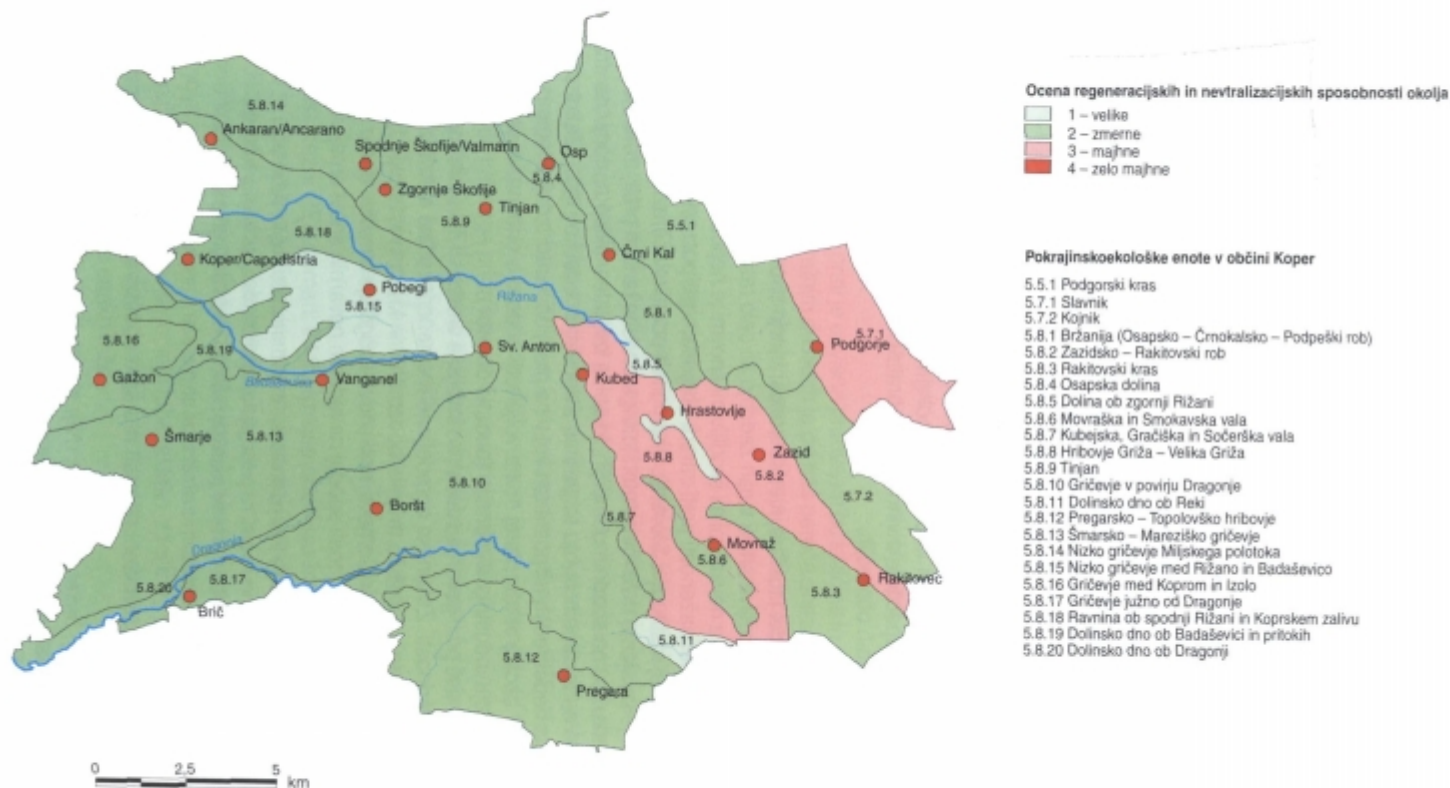 Ocena regeneracijskih in nevtralizacijskih sposobnosti okolja
1 – velike
2 – zmerne
3 – majhne
4 – zelo majhne
Pokrajinskoekološke enote v občini Koper
5.5.1 Podgorski kras
5.7.1 Slavnik
5.7.2 Kojnik
5.8.1 Bržanija (Osapsko – Črnokalsko – Podpeški rob)
5.8.2 Zazidsko – Rakitovski rob
5.8.3 Rakitovski kras
5.8.4 Osapska dolina
5.8.5 Dolina ob zgornji Rižani
5.8.6 Movraška in Smokavska vala
5.8.7 Kubejska, Gračiška in Sočerška vala
5.8.8 Hribovje Griža – Velika Griža
5.8.9 Tinjan
5.8.10 Gričevje v povirju Dragonje
5.8.11 Dolinsko dno ob Reki
5.8.12 Pregarsko – Topolovško hribovje
5.8.13 Šmarsko – Mareziško gričevje
5.8.14 Nizko gričevje Miljskega polotoka
5.8.15 Nizko gričevje med Rižano in Badaševico
5.8.16 Gričevje med Koprom in Izolo
5.8.17 Gričevje južno od Dragonje
5.8.18 Ravnina ob spodnji Rižani in Koprskem zalivu
5.8.19 Dolinsko dno ob Badaševici in pritokih
5.8.20 Dolinsko dno ob Dragonji
5.8.14
Ankaran/Ancarano
Spodnje Škofije/Valmarin
Osp
5.8.4
Zgornje Škofije
Tinjan
5.8.9
5.5.1
5.8.18
Črni Kal
Koper/Capodistria
Pobegi
5.8.15
Rižana
5.8.1
5.7.1
5.8.16
5.8.19
Sv. Anton
Podgorje
5.8.5
Gažon
Badaševica
Vanganel
Kubed
Hrastovlje
Šmarje
5.8.13
5.8.8
Zazid
5.8.2
5.8.10
5.7.2
Boršt
5.8.7
Dragonja
Movraž
5.8.6
5.8.20
5.8.17
Brič
5.8.3
Rakitovec
5.8.11
5.8.12
Pregara
0 2,5 5
km